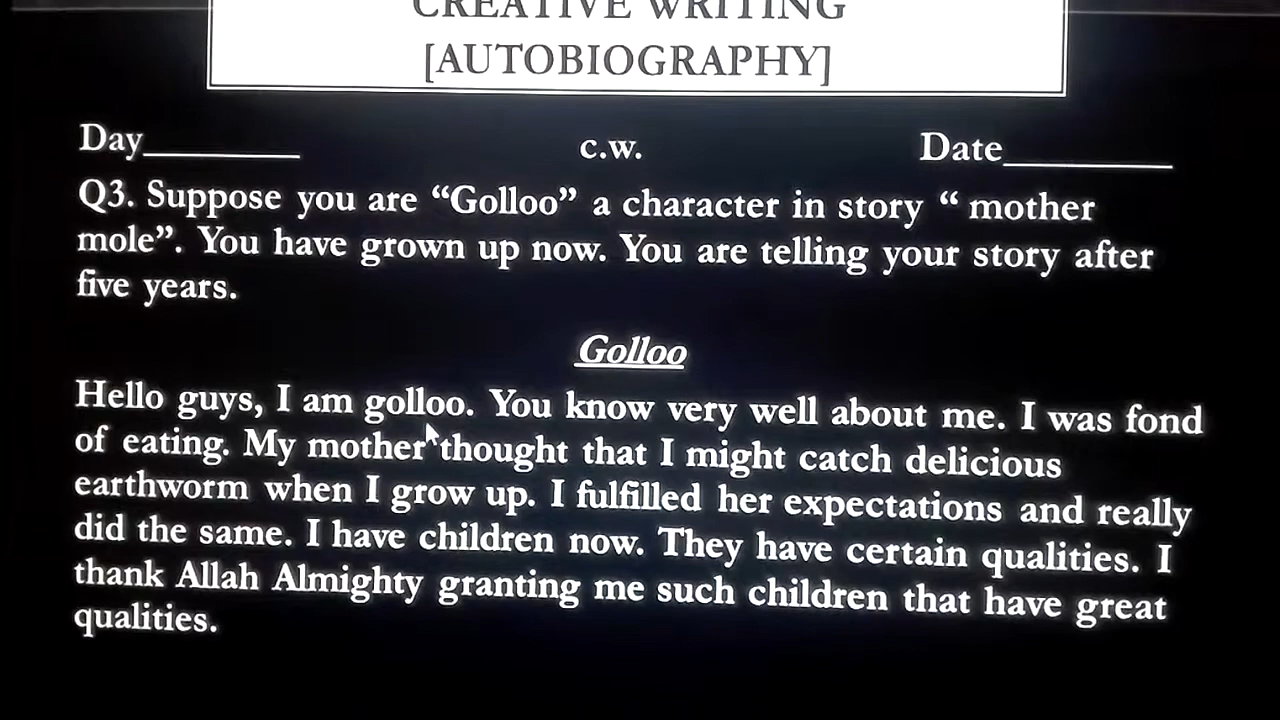 CREATIVE WRITING
[AUTOBIOGRAPHY]
Day_______ c.w. Date_______
Q3. Suppose you are “Golloo” a character in story “ mother
mole”. You have grown up now. You are telling your story after
five years.
Golloo
Hello guys, I am golloo. You know very well about me. I was fond
of eating. My mother thought that I might catch delicious
earthworm when I grow up. I fulfilled her expectations and really
did the same. I have children now. They have certain qualities. I
thank Allah Almighty granting me such children that have great
qualities.